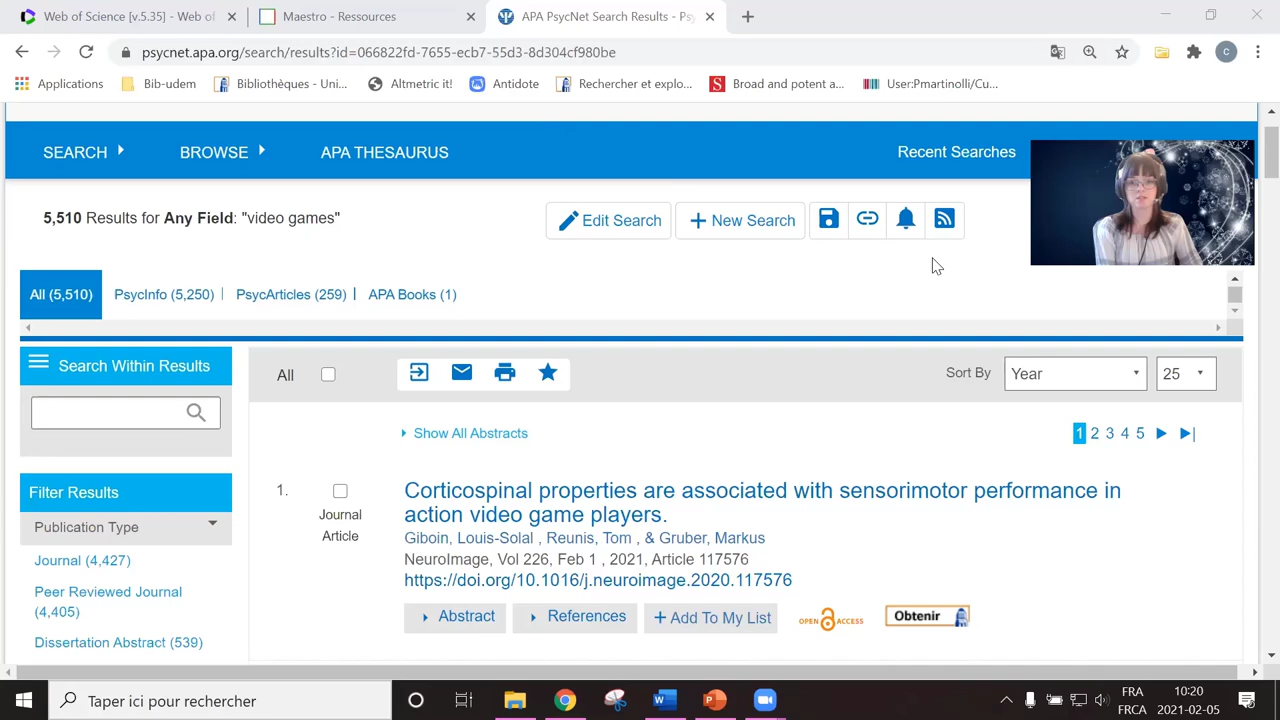 Web of Science [v.5.35] - Web of
Maestro - Ressources
APA PsycNet Search Results - Psy
psycnet.apa.org/search/results?id=066822fd-7655-ecb7-55d3-8d304cf980be
C
Applications
Bib-udem
Bibliothèques - Uni...
Altmetric it!
Antidote
Rechercher et explo...
Broad and potent a...
User:Pmartinolli/Cu...
SEARCH
BROWSE
APA THESAURUS
Recent Searches
5,510 Results for Any Field: "video games"
Edit Search
New Search
All (5,510)
PsycInfo (5,250)
PsycArticles (259)
APA Books (1)
Search Within Results
All
Sort By
Year
25
Show All Abstracts
1 2 3 4 5
Filter Results
Publication Type
Journal (4,427)
Peer Reviewed Journal
(4,405)
Dissertation Abstract (539)
1.
Journal
Article
Corticospinal properties are associated with sensorimotor performance in
action video game players.
Giboin, Louis-Solal , Reunis, Tom , & Gruber, Markus
NeuroImage, Vol 226, Feb 1 , 2021, Article 117576
https://doi.org/10.1016/j.neuroimage.2020.117576
Abstract
References
+ Add To My List
OPEN ACCESS
Obtenir
Taper ici pour rechercher
FRA
FRCA
10:20
2021-02-05